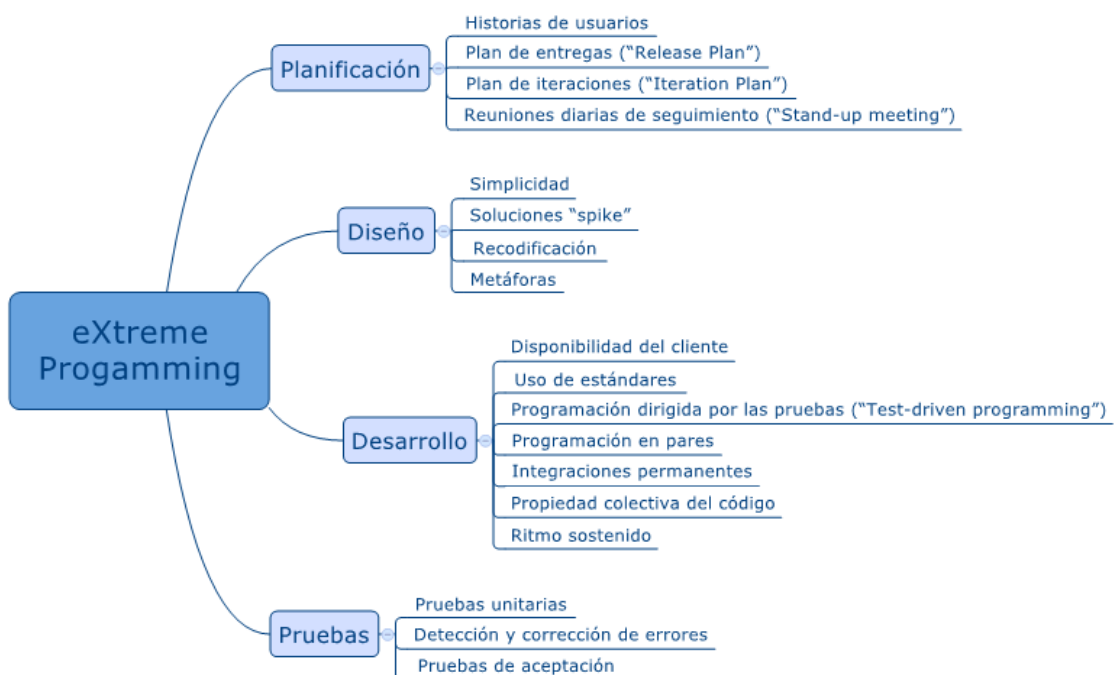 Historias de usuarios
Planificación
Plan de entregas (“Release Plan”)
Plan de iteraciones (“Iteration Plan”)
Reuniones diarias de seguimiento (“Stand-up meeting”)
Simplicidad
Diseño
Soluciones “spike”
Recodificación
Metáforas
eXtreme
Progamming
Disponibilidad del cliente
Uso de estándares
Programación dirigida por las pruebas (“Test-driven programming”)
Desarrollo
Programación en pares
Integraciones permanentes
Propiedad colectiva del código
Ritmo sostenido
Pruebas unitarias
Pruebas
Detección y corrección de errores
Pruebas de aceptación